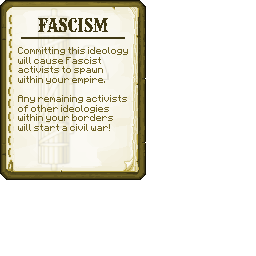 FASCISM
Committing this ideology
will cause Fascist
activists to spawn
within your empire.
Any remaining activists
of other ideologies
within your borders
will start a civil war!